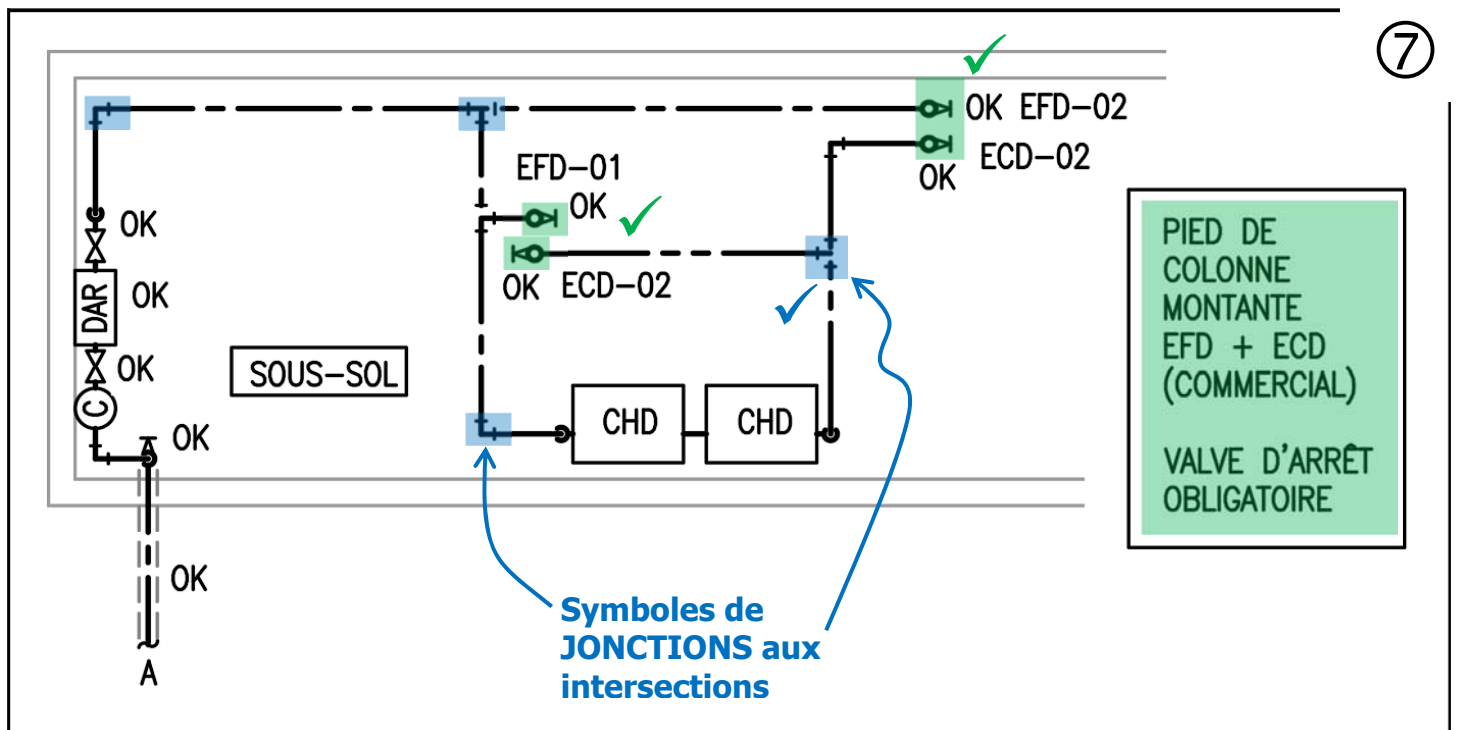 ⑦
OK EFD-02
ECD-02
OK
EFD-01
OK
OK
OK ECD-02
DAR
OK
OK
C
OK
SOUS-SOL
CHD
CHD
OK
A
PIED DE
COLONNE
MONTANTE
EFD + ECD
(COMMERCIAL)
VALVE D'ARRÊT
OBLIGATOIRE
Symboles de
JONCTIONS aux
intersections